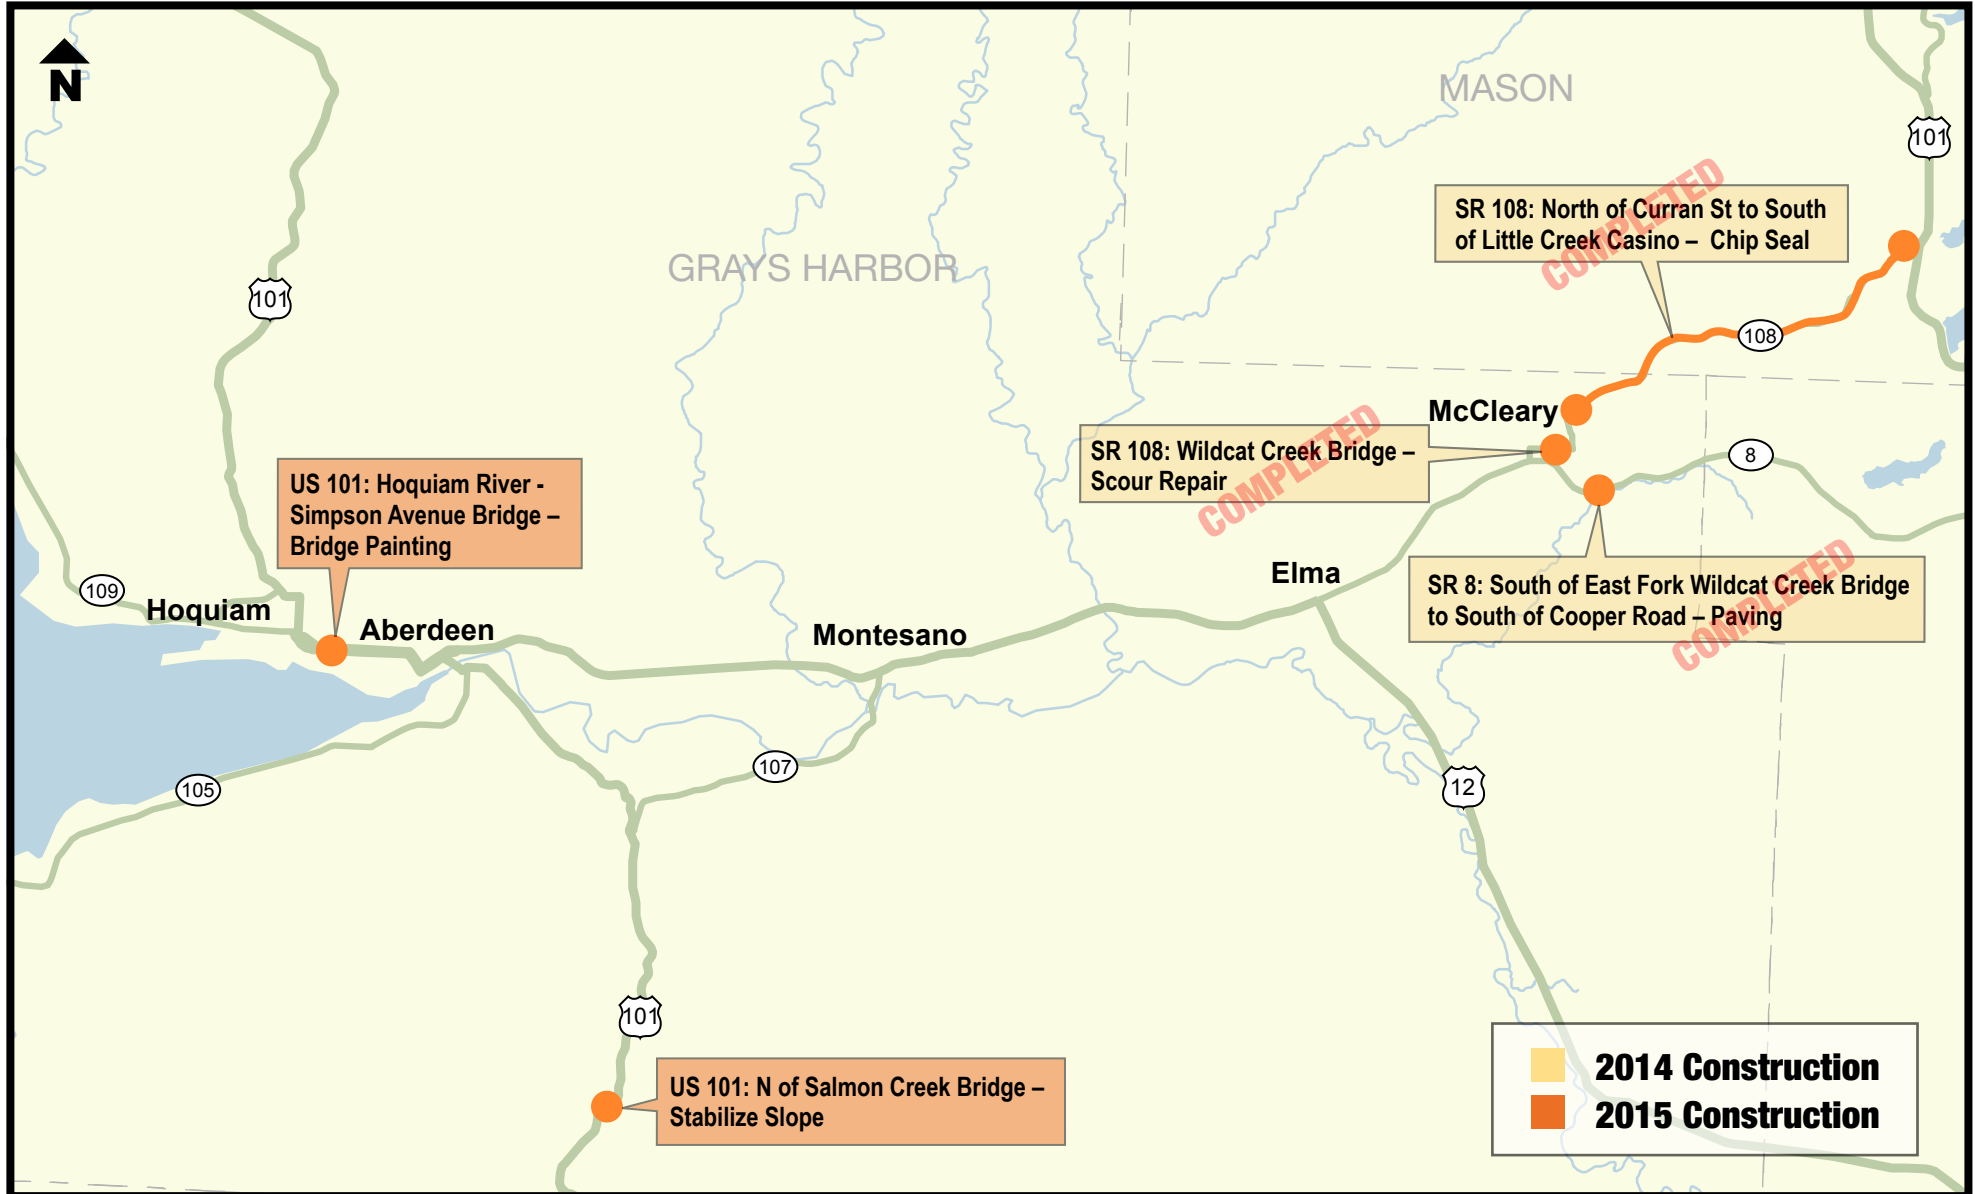 N
MASON
101
SR 108: North of Curran St to South
of Little Creek Casino – Chip Seal
COMPLETED
GRAYS HARBOR
101
108
McCleary
SR 108: Wildcat Creek Bridge –
Scour Repair
COMPLETED
8
US 101: Hoquiam River -
Simpson Avenue Bridge –
Bridge Painting
SR 8: South of East Fork Wildcat Creek Bridge
to South of Cooper Road – Paving
COMPLETED
Elma
109
Hoquiam
Aberdeen
Montesano
107
105
12
101
US 101: N of Salmon Creek Bridge –
Stabilize Slope
2014 Construction
2015 Construction